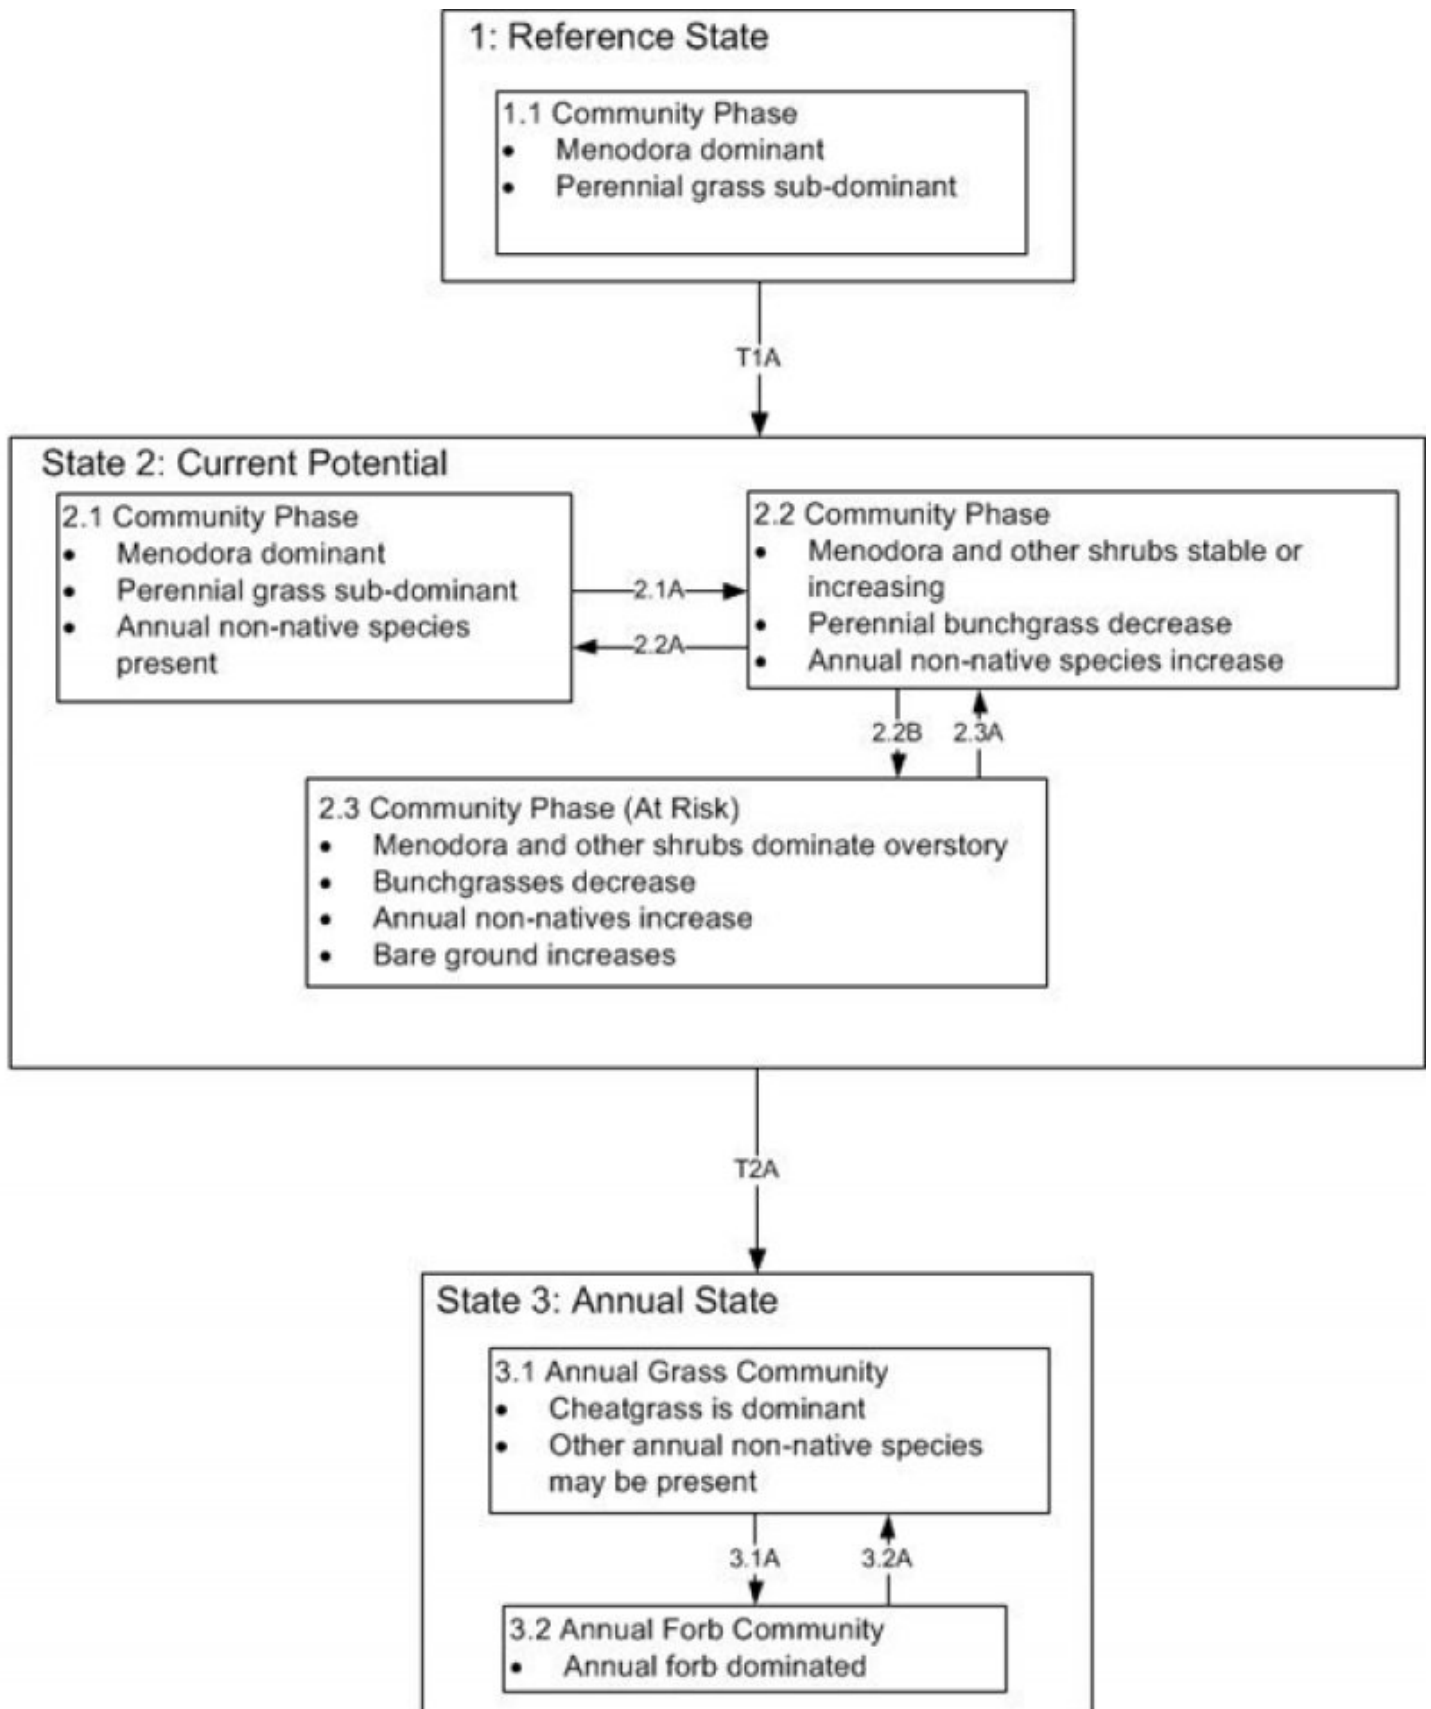 1: Reference State
1.1 Community Phase
• Menodora dominant
• Perennial grass sub-dominant
T1A
State 2: Current Potential
2.1 Community Phase
• Menodora dominant
• Perennial grass sub-dominant
• Annual non-native species
present
2.1A
2.2A
2.2 Community Phase
• Menodora and other shrubs stable or
increasing
• Perennial bunchgrass decrease
• Annual non-native species increase
2.2B
2.3A
2.3 Community Phase (At Risk)
• Menodora and other shrubs dominate overstory
• Bunchgrasses decrease
• Annual non-natives increase
• Bare ground increases
T2A
State 3: Annual State
3.1 Annual Grass Community
• Cheatgrass is dominant
• Other annual non-native species
may be present
3.1A
3.2A
3.2 Annual Forb Community
• Annual forb dominated